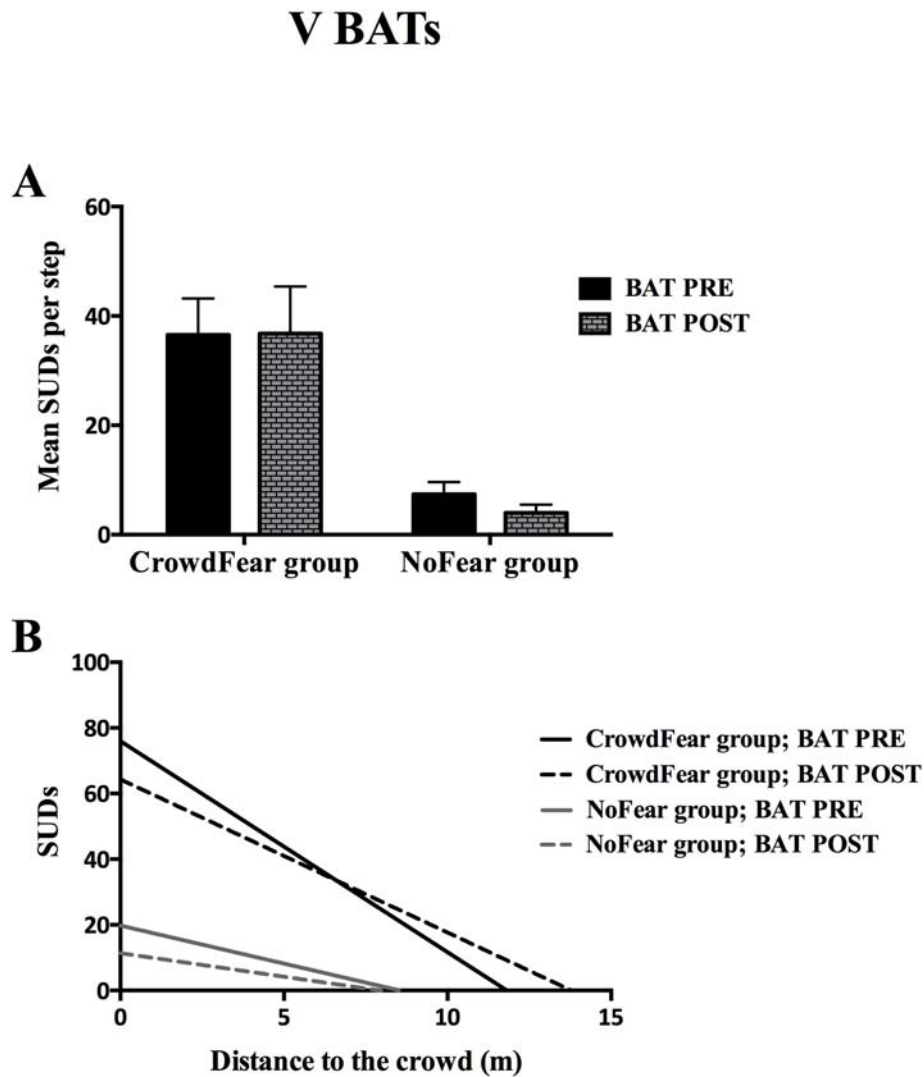 V BATs
A
60
40
20
0
Mean SUDs per step
BAT PRE
BAT POST
CrowdFear group NoFear group
B
100
80
60
40
20
0
SUDs
CrowdFear group; BAT PRE
CrowdFear group; BAT POST
NoFear group; BAT PRE
NoFear group; BAT POST
0 5 10 15
Distance to the crowd (m)